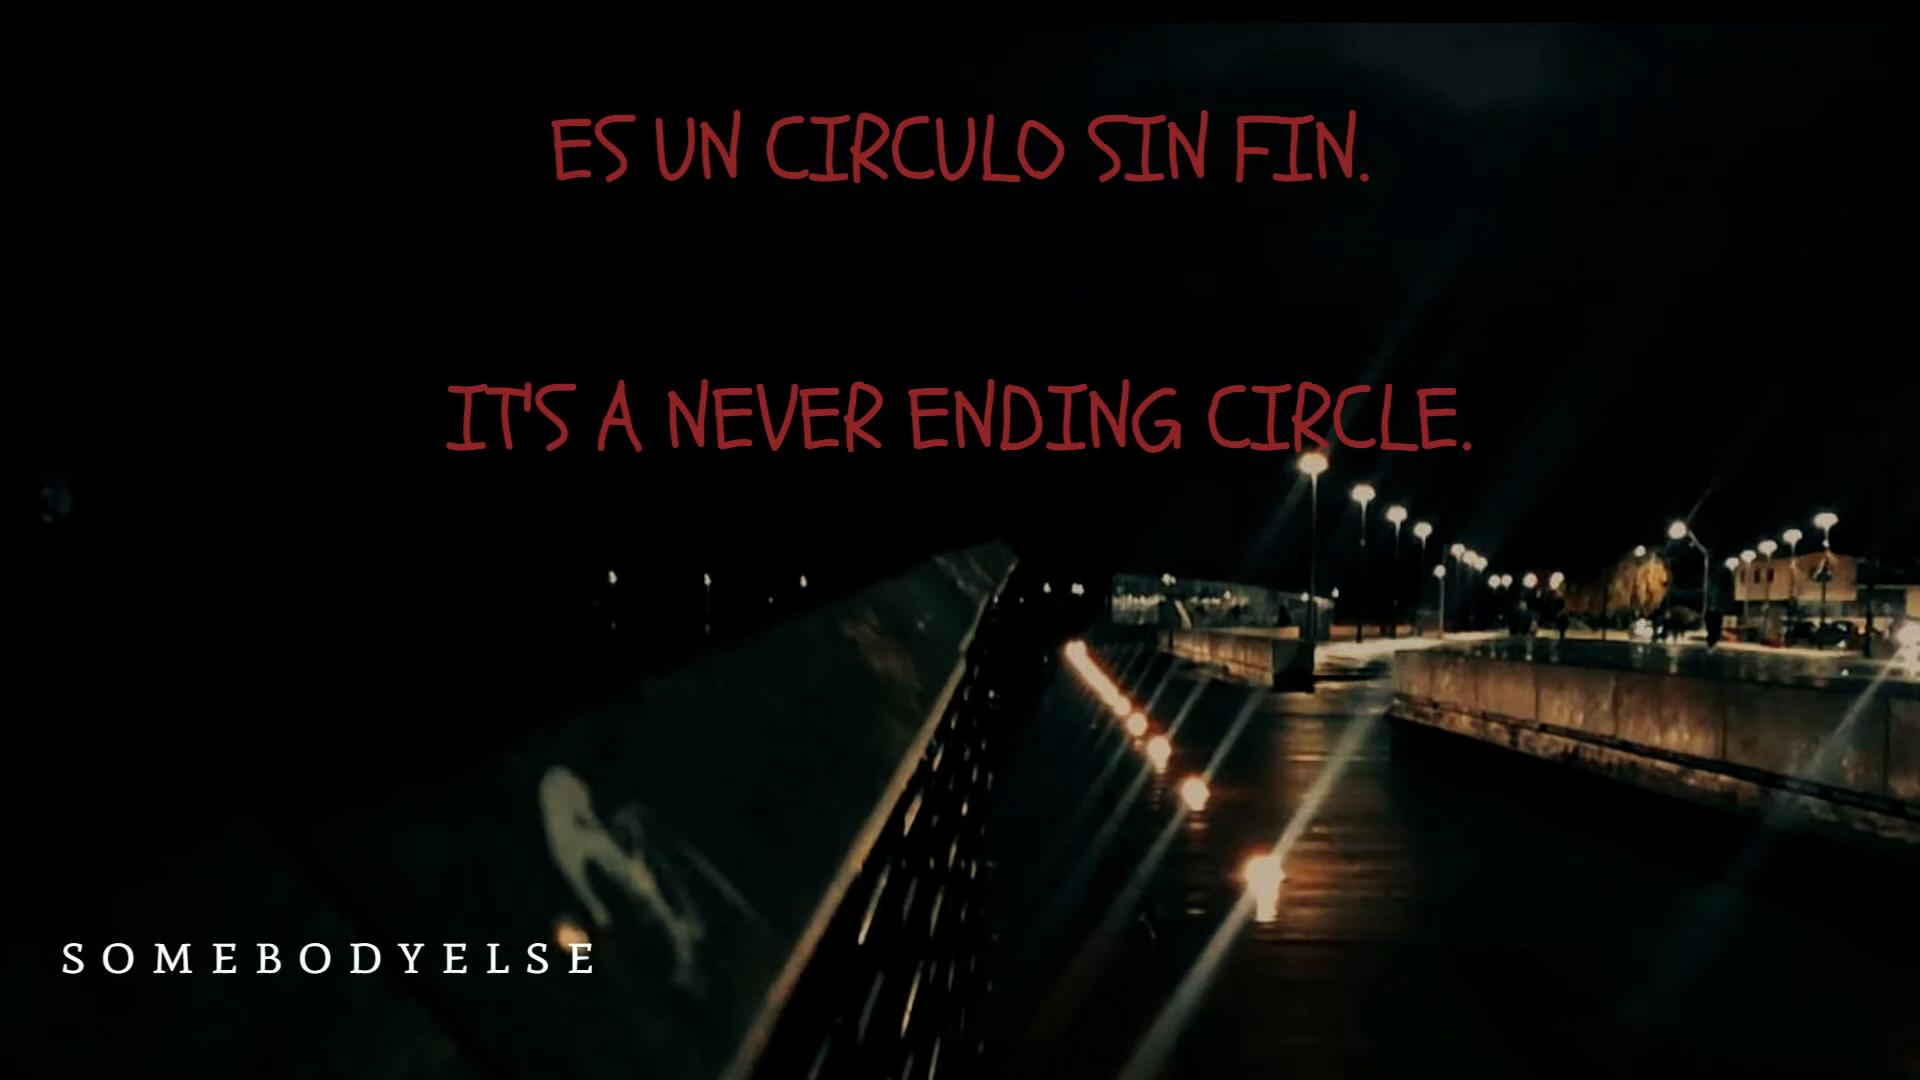 ES UN CIRCULO SIN FIN.
IT'S A NEVER ENDING CIRCLE.
SOMEBODYELSE